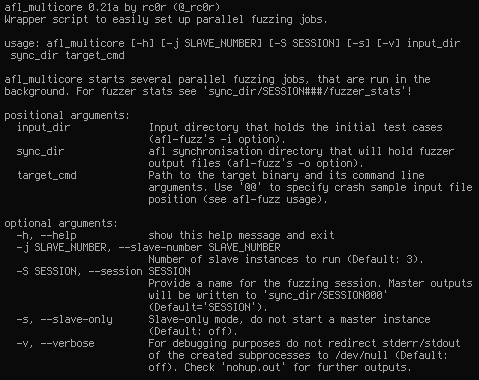 afl_multicore 0.21a by rc0r (@_rc0r)
Wrapper script to easily set up parallel fuzzing jobs.

usage: afl_multicore [-h] [-j SLAVE_NUMBER] [-S SESSION] [-s] [-v] input_dir
 sync_dir target_cmd

afl_multicore starts several parallel fuzzing jobs, that are run in the
background. For fuzzer stats see 'sync_dir/SESSION###/fuzzer_stats'!

positional arguments:
  input_dir             Input directory that holds the initial test cases
                        (afl-fuzz's -i option).
  sync_dir              afl synchronisation directory that will hold fuzzer
                        output files (afl-fuzz's -o option).
  target_cmd            Path to the target binary and its command line
                        arguments. Use '@@' to specify crash sample input file
                        position (see afl-fuzz usage).

optional arguments:
  -h, --help            show this help message and exit
  -j SLAVE_NUMBER, --slave-number SLAVE_NUMBER
                        Number of slave instances to run (Default: 3).
  -S SESSION, --session SESSION
                        Provide a name for the fuzzing session. Master outputs
                        will be written to 'sync_dir/SESSION000'
                        (Default='SESSION').
  -s, --slave-only      Slave-only mode, do not start a master instance
                        (Default: off).
  -v, --verbose         For debugging purposes do not redirect stderr/stdout
                        of the created subprocesses to /dev/null (Default:
                        off). Check 'nohup.out' for further outputs.